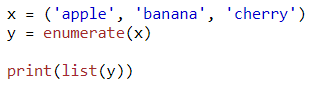 x = ('apple', 'banana', 'cherry')
y = enumerate(x)
print(list(y))